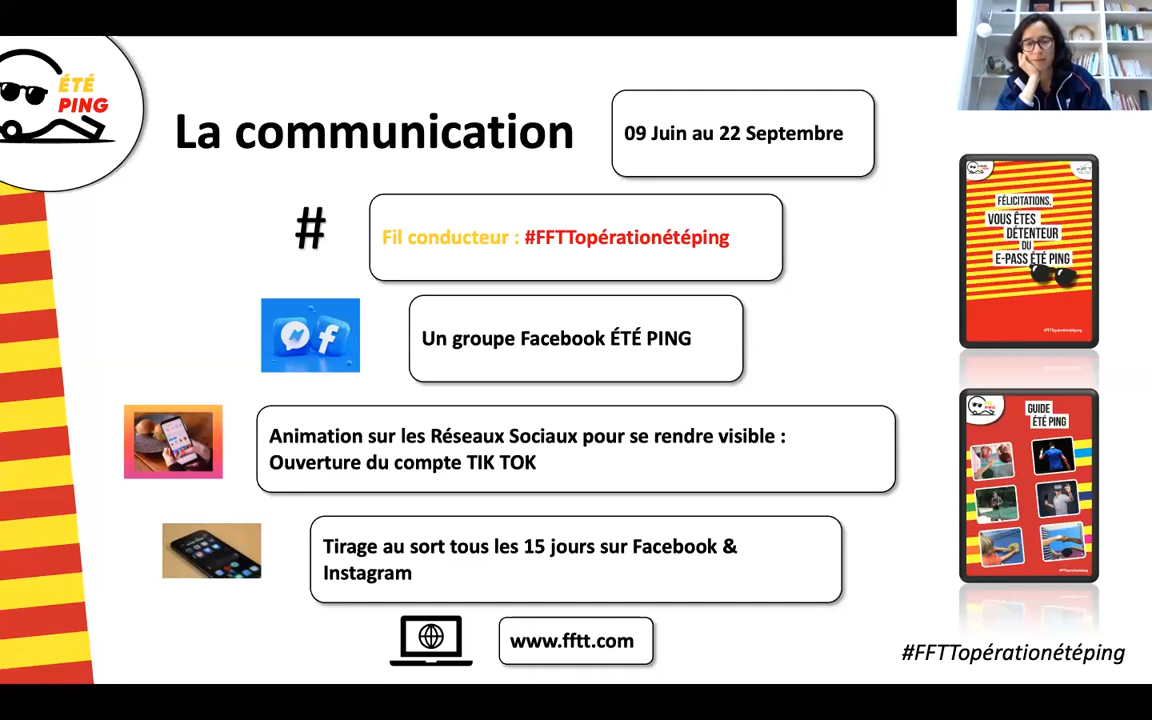 ÉTÉ
PING
La communication
09 Juin au 22 Septembre
#
Fil conducteur : #FFTTopérationétéping
Un groupe Facebook ÉTÉ PING
Animation sur les Réseaux Sociaux pour se rendre visible :
Ouverture du compte TIK TOK
Tirage au sort tous les 15 jours sur Facebook &
Instagram
www.fftt.com
FÉLICITATIONS,
VOUS ÊTES
DÉTENTEUR
DU
E-PASS ÉTÉ PING
#FFTTopérationétéping
GUIDE
ÉTÉ PING
#FFTTopérationétéping
#FFTTopérationétéping